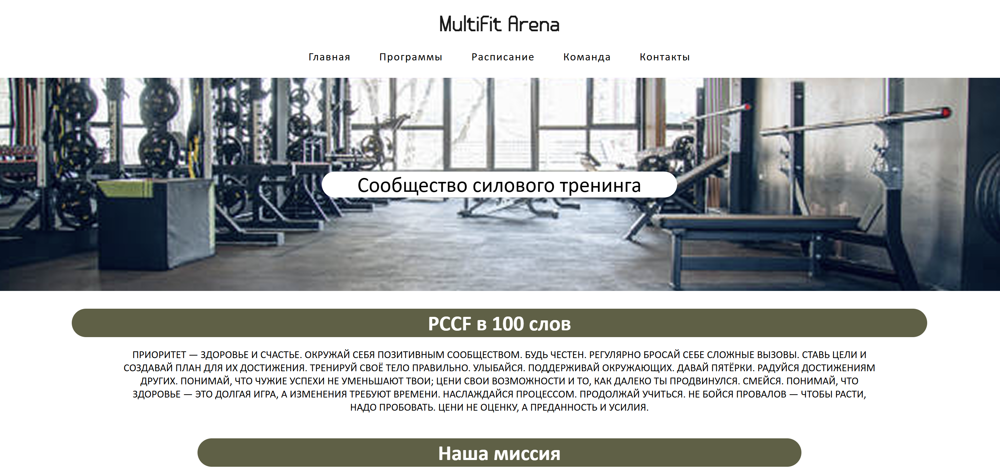 MultiFit Arena
Главная Программы Расписание Команда Контакты
Сообщество силового тренинга
PCCF в 100 слов
ПРИОРИТЕТ — ЗДОРОВЬЕ И СЧАСТЬЕ. ОКРУЖАЙ СЕБЯ ПОЗИТИВНЫМ СООБЩЕСТВОМ. БУДЬ ЧЕСТЕН. РЕГУЛЯРНО БРОСАЙ СЕБЕ СЛОЖНЫЕ ВЫЗОВЫ. СТАВЬ ЦЕЛИ И
СОЗДАВАЙ ПЛАН ДЛЯ ИХ ДОСТИЖЕНИЯ. ТРЕНИРУЙ СВОЁ ТЕЛО ПРАВИЛЬНО. УЛЫБАЙСЯ. ПОДДЕРЖИВАЙ ОКРУЖАЮЩИХ. ДАВАЙ ПЯТЁРКИ. РАДУЙСЯ ДОСТИЖЕНИЯМ
ДРУГИХ. ПОНИМАЙ, ЧТО ЧУЖИЕ УСПЕХИ НЕ УМЕНЬШАЮТ ТВОИ; ЦЕНИ СВОИ ВОЗМОЖНОСТИ И ТО, КАК ДАЛЕКО ТЫ ПРОДВИНУЛСЯ. СМЕЙСЯ. ПОНИМАЙ, ЧТО
ЗДОРОВЬЕ — ЭТО ДОЛГАЯ ИГРА, А ИЗМЕНЕНИЯ ТРЕБУЮТ ВРЕМЕНИ. НАСЛАЖДАЙСЯ ПРОЦЕССОМ. ПРОДОЛЖАЙ УЧИТЬСЯ. НЕ БОЙСЯ ПРОВАЛОВ — ЧТОБЫ РАСТИ,
НАДО ПРОБОВАТЬ. ЦЕНИ НЕ ОЦЕНКУ, А ПРЕДАННОСТЬ И УСИЛИЯ.
Наша миссия